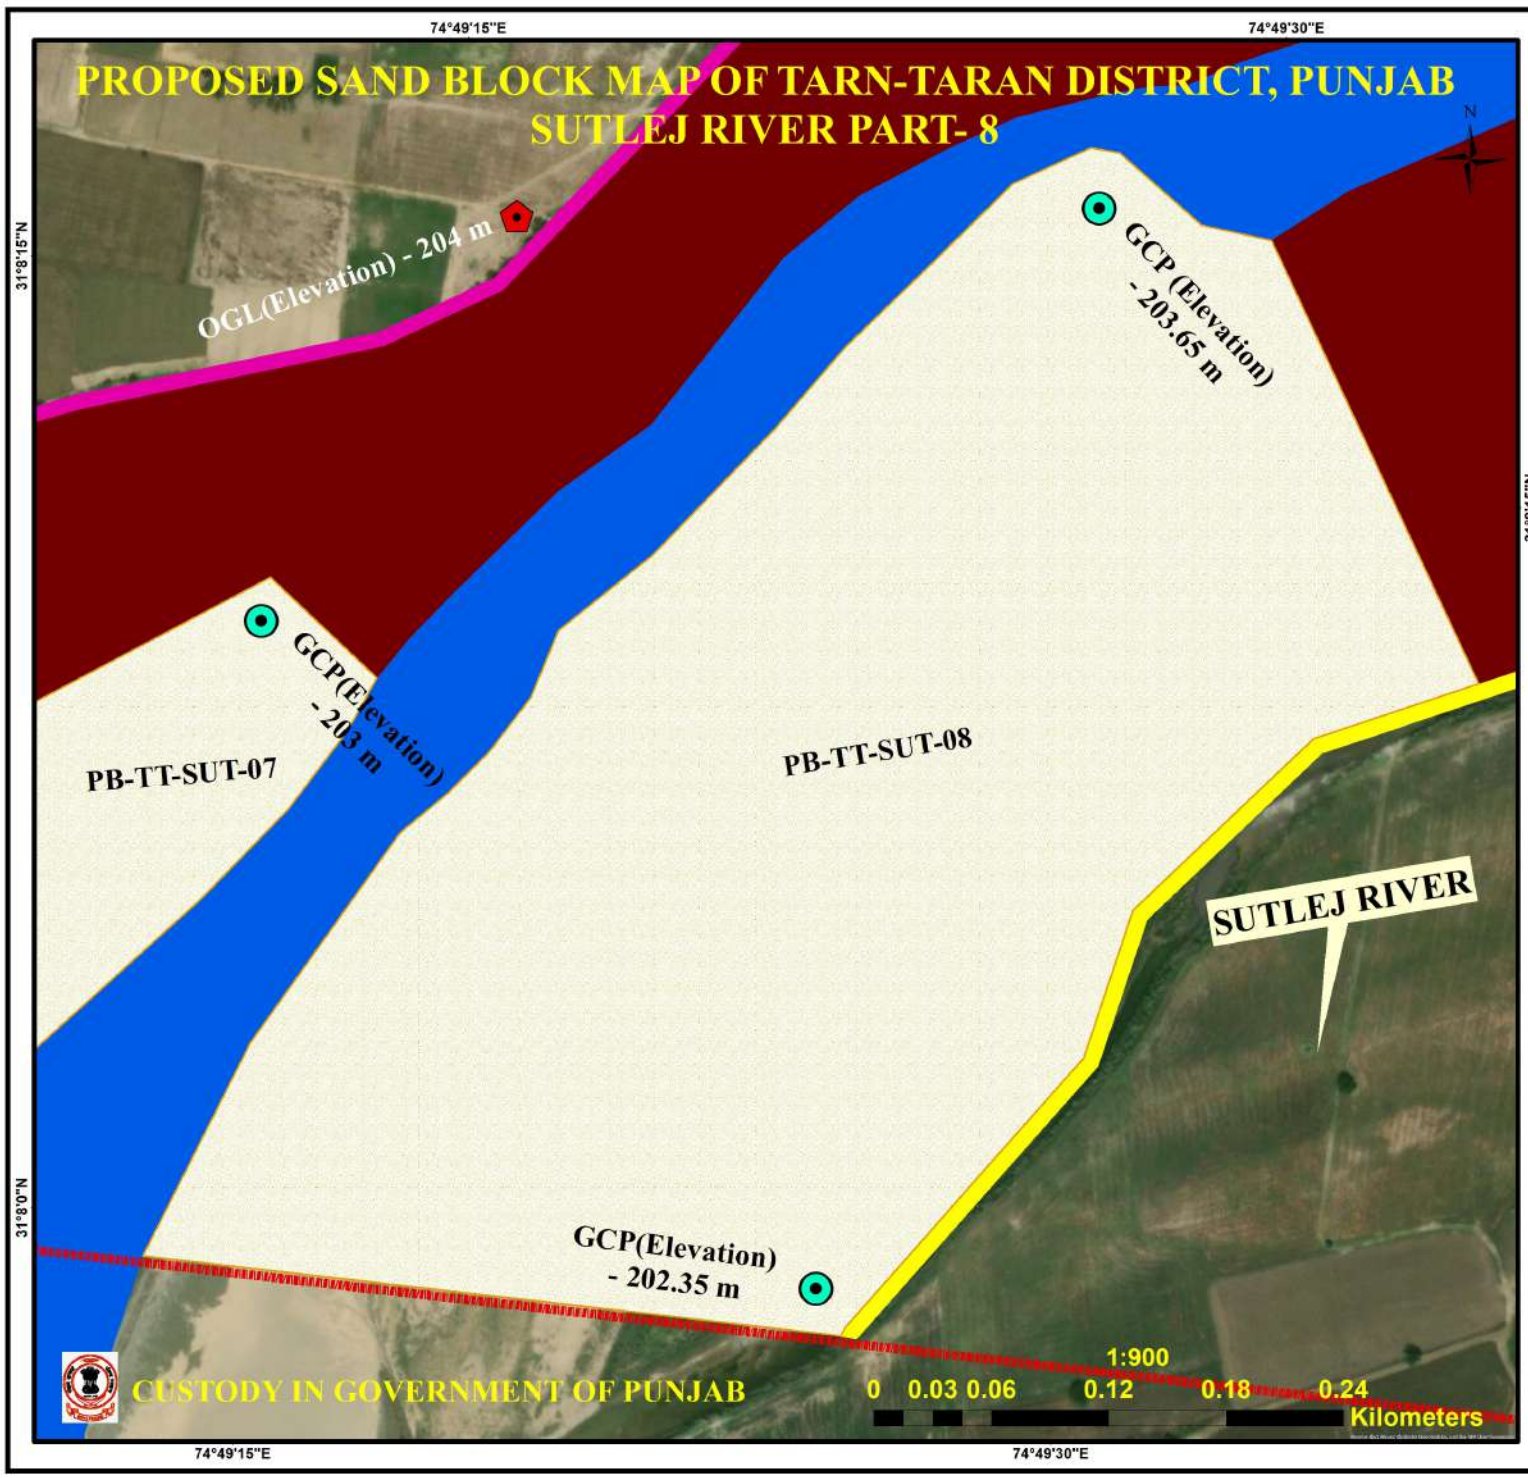 74°49'15"E
74°49'30"E
PROPOSED SAND BLOCK MAP OF TARN-TARAN DISTRICT, PUNJAB
SUTLEJ RIVER PART- 8
N
31°8'15"N
OGL(Elevation) - 204 m
GCP (Elevation)
- 203.65 m
GCP(Elevation)
- 203 m
PB-TT-SUT-07
PB-TT-SUT-08
SUTLEJ RIVER
31°8'0"N
GCP(Elevation)
- 202.35 m
1:900
0 0.03 0.06 0.12 0.18 0.24
Kilometers
CUSTODY IN GOVERNMENT OF PUNJAB
74°49'15"E
74°49'30"E